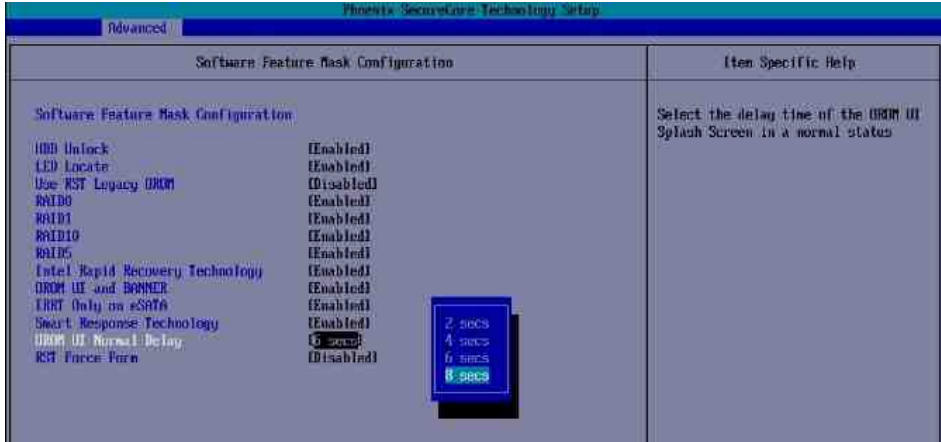 Phoenix SecureCore Technology Setup
Advanced
Software Feature Mask Configuration
Item Specific Help
Software Feature Mask Configuration
Select the delay time of the OROM UI
Splash Screen in a normal status
HDD Unlock [Enabled]
LED Locate [Enabled]
Use RST Legacy OROM [Disabled]
RAID0 [Enabled]
RAID1 [Enabled]
RAID10 [Enabled]
RAID5 [Enabled]
Intel Rapid Recovery Technology [Enabled]
OROM UI and BANNER [Enabled]
IRRT Only on eSATA [Enabled]
Smart Response Technology [Enabled]
OROM UI Normal Delay [6 secs]
RST Force Form [Disabled]
2 secs
4 secs
6 secs
8 secs